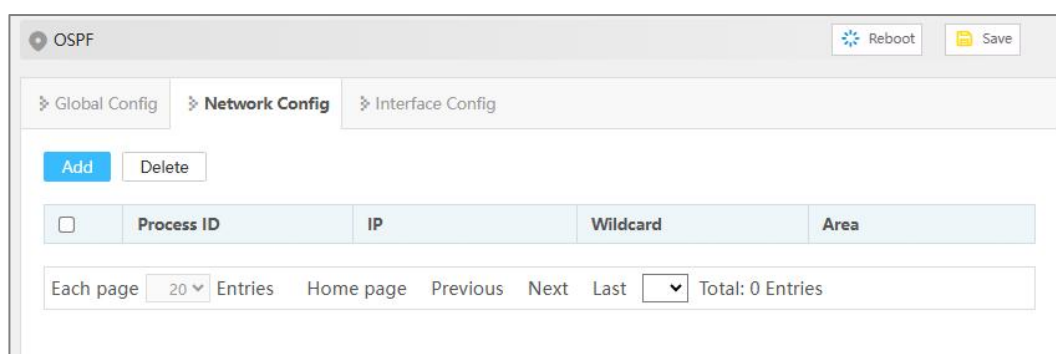 OSPF Reboot Save
Global Config Network Config Interface Config
Add Delete
Process ID IP Wildcard Area
Each page 20 Entries Home page Previous Next Last Total: 0 Entries